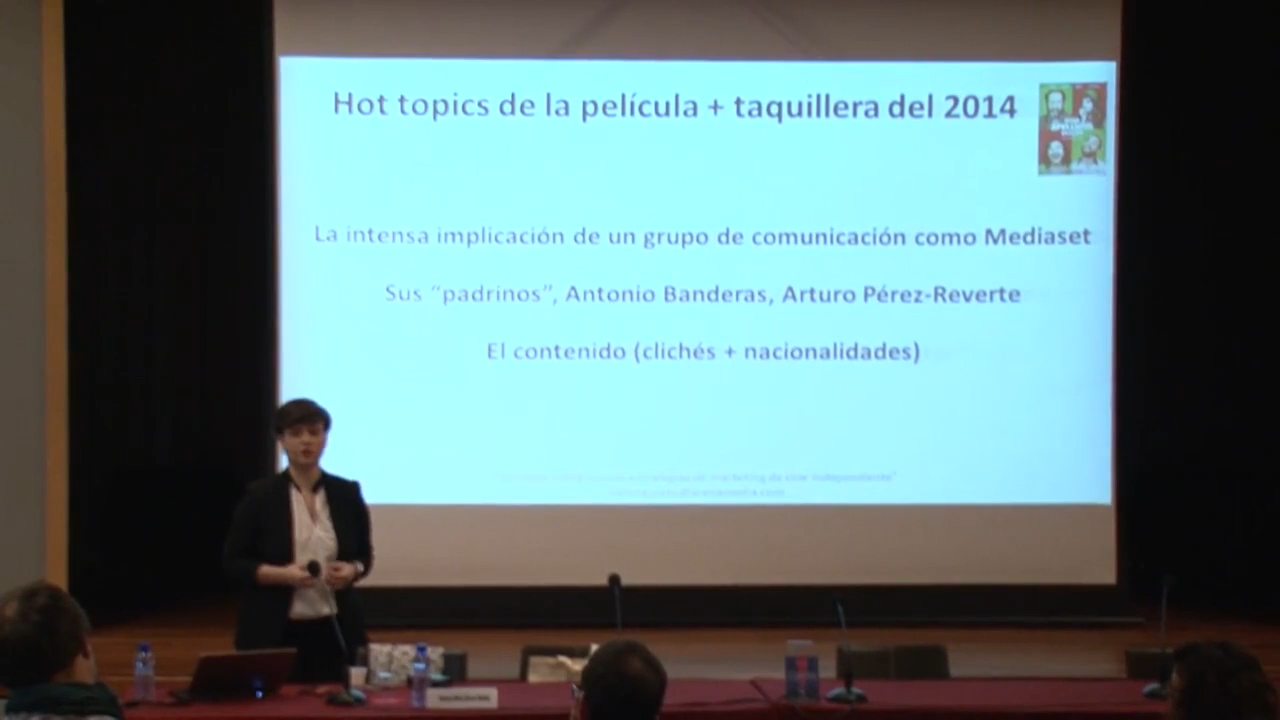 Hot topics de la película + taquillera del 2014
La intensa implicación de un grupo de comunicación como Mediaset
Sus “padrinos”, Antonio Banderas, Arturo Pérez-Reverte
El contenido (clichés + nacionalidades)